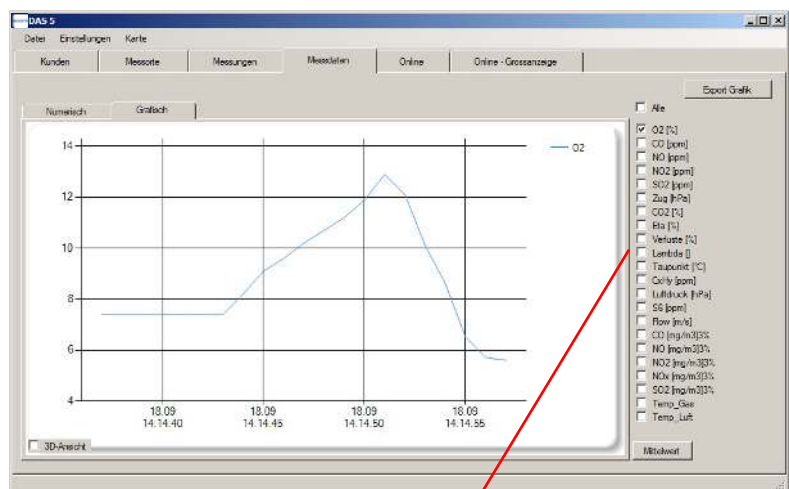 DAS 5
Datei Einstellungen Karte
Kunden Messorte Messungen Messdaten Online Online - Grossanzeige
Export Grafik
Numerisch Grafisch
Alle
14
12
10
8
6
4
O2
18.09 18.09 18.09 18.09
14:14:40 14:14:45 14:14:50 14:14:55
3D-Ansicht
O2 [%]
CO [ppm]
NO [ppm]
NO2 [ppm]
SO2 [ppm]
Zug [hPa]
CO2 [%]
Eta [%]
Verluste [%]
Lambda []
Taupunkt [°C]
CxHy [ppm]
Luftdruck [hPa]
S6 [ppm]
Flow [m/s]
CO [mg/m3]3%
NO [mg/m3]3%
NO2 [mg/m3]3%
NOx [mg/m3]3%
SO2 [mg/m3]3%
Temp_Gas
Temp_Luft
Mittelwert